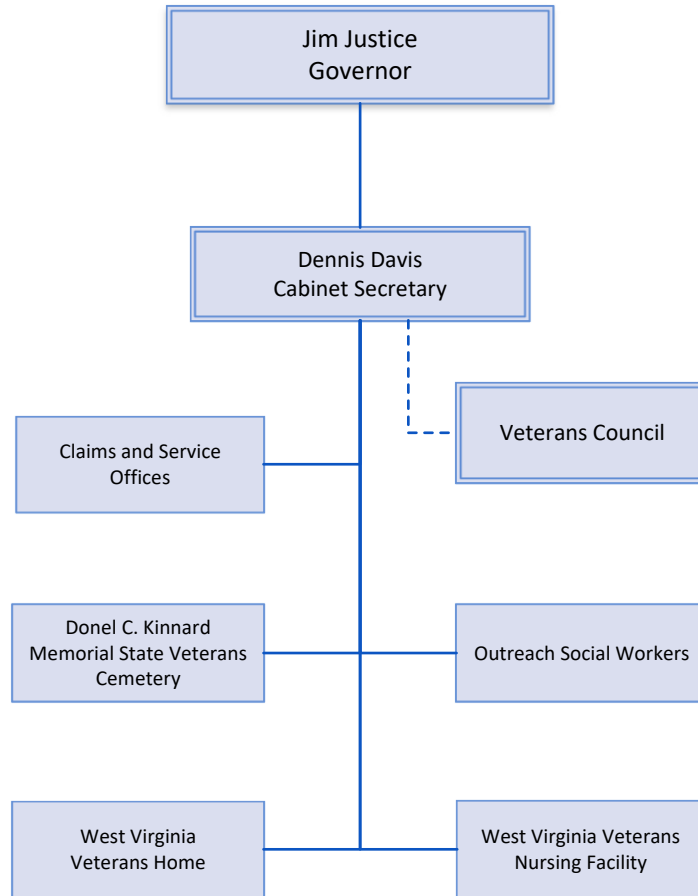 Jim Justice
Governor
Dennis Davis
Cabinet Secretary
Veterans Council
Claims and Service
Offices
Donel C. Kinnard
Memorial State Veterans
Cemetery
Outreach Social Workers
West Virginia
Veterans Home
West Virginia Veterans
Nursing Facility